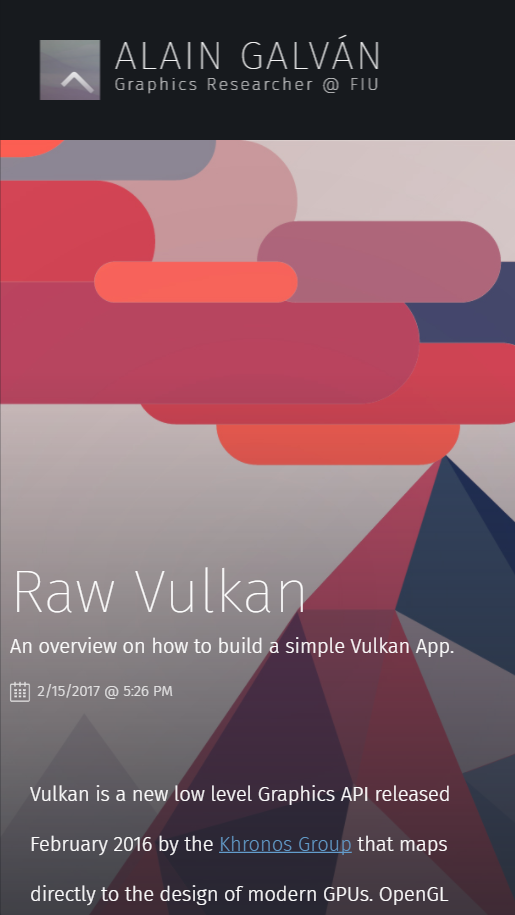 ALAIN GALVÁN
Graphics Researcher @ FIU
Raw Vulkan
An overview on how to build a simple Vulkan App.
2/15/2017 @ 5:26 PM
Vulkan is a new low level Graphics API released
February 2016 by the Khronos Group that maps
directly to the design of modern GPUs. OpenGL